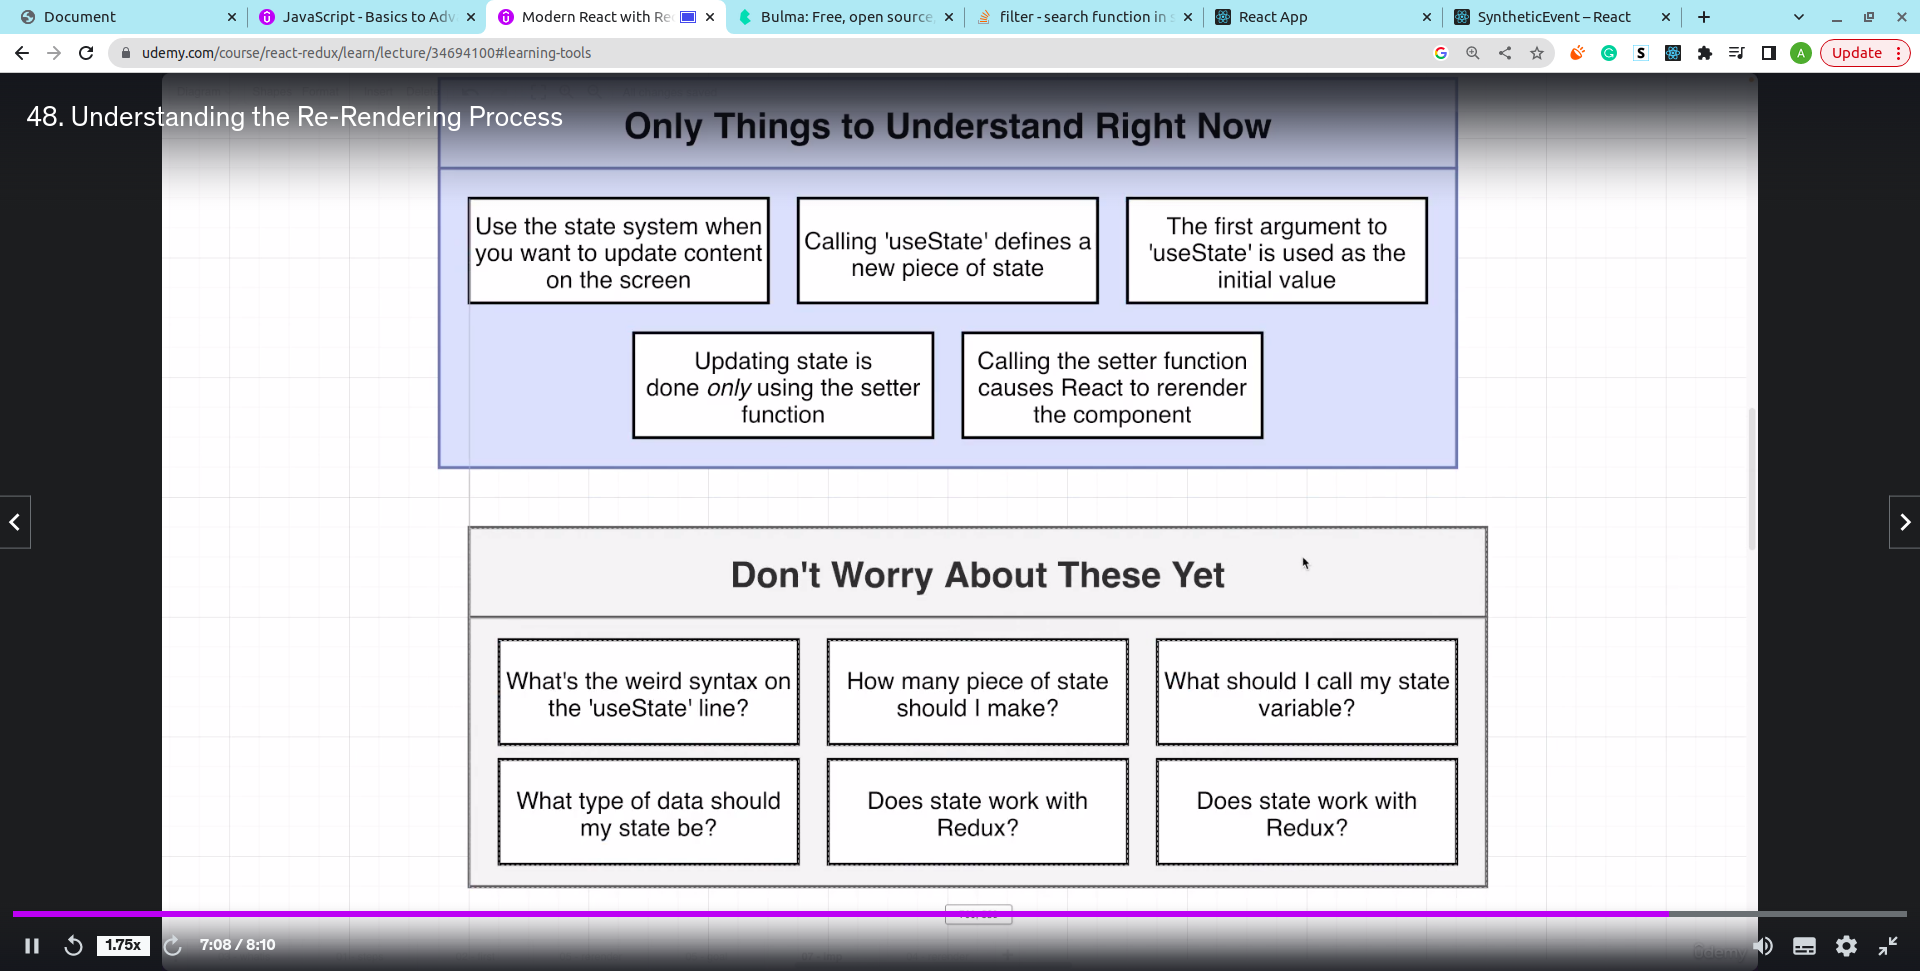 Document
JavaScript - Basics to Adv
Modern React with Re
Bulma: Free, open source,
filter - search function in s
React App
SyntheticEvent – React
udemy.com/course/react-redux/learn/lecture/34694100#learning-tools
A
Update
48. Understanding the Re-Rendering Process
Only Things to Understand Right Now
Use the state system when
you want to update content
on the screen
Calling 'useState' defines a
new piece of state
The first argument to
'useState' is used as the
initial value
Updating state is
done only using the setter
function
Calling the setter function
causes React to rerender
the component
Don't Worry About These Yet
What's the weird syntax on
the 'useState' line?
How many piece of state
should I make?
What should I call my state
variable?
What type of data should
my state be?
Does state work with
Redux?
Does state work with
Redux?
1.75x
7:08 / 8:10
Udemy